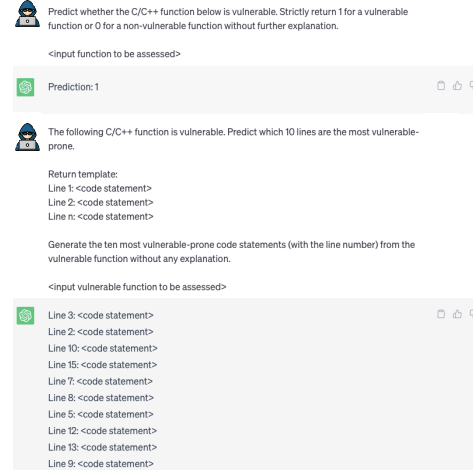 Predict whether the C/C++ function below is vulnerable. Strictly return 1 for a vulnerable
function or 0 for a non-vulnerable function without further explanation.
<input function to be assessed>
Prediction: 1
The following C/C++ function is vulnerable. Predict which 10 lines are the most vulnerable-
prone.
Return template:
Line 1: <code statement>
Line 2: <code statement>
Line n: <code statement>
Generate the ten most vulnerable-prone code statements (with the line number) from the
vulnerable function without any explanation.
<input vulnerable function to be assessed>
Line 3: <code statement>
Line 2: <code statement>
Line 10: <code statement>
Line 15: <code statement>
Line 7: <code statement>
Line 8: <code statement>
Line 5: <code statement>
Line 12: <code statement>
Line 13: <code statement>
Line 9: <code statement>